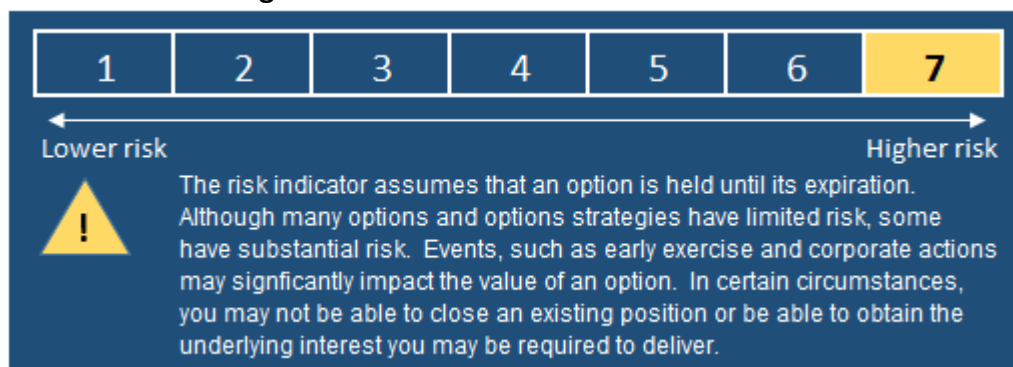 1 2 3 4 5 6 7
Lower risk Higher risk
! The risk indicator assumes that an option is held until its expiration.
Although many options and options strategies have limited risk, some
have substantial risk. Events, such as early exercise and corporate actions
may signficantly impact the value of an option. In certain circumstances,
you may not be able to close an existing position or be able to obtain the
underlying interest you may be required to deliver.